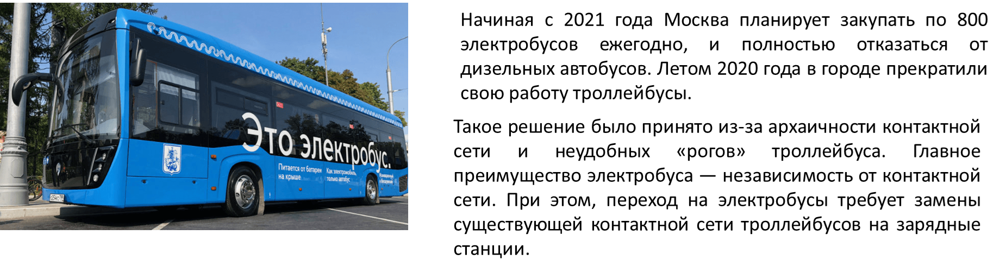 Начиная с 2021 года Москва планирует закупать по 800
электробусов ежегодно, и полностью отказаться от
дизельных автобусов. Летом 2020 года в городе прекратили
свою работу троллейбусы.
Такое решение было принято из-за архаичности контактной
сети и неудобных «рогов» троллейбуса. Главное
преимущество электробуса — независимость от контактной
сети. При этом, переход на электробусы требует замены
существующей контактной сети троллейбусов на зарядные
станции.
Это электробус.
Питается от батареи
на крыше
Как электромобиль,
только автобус